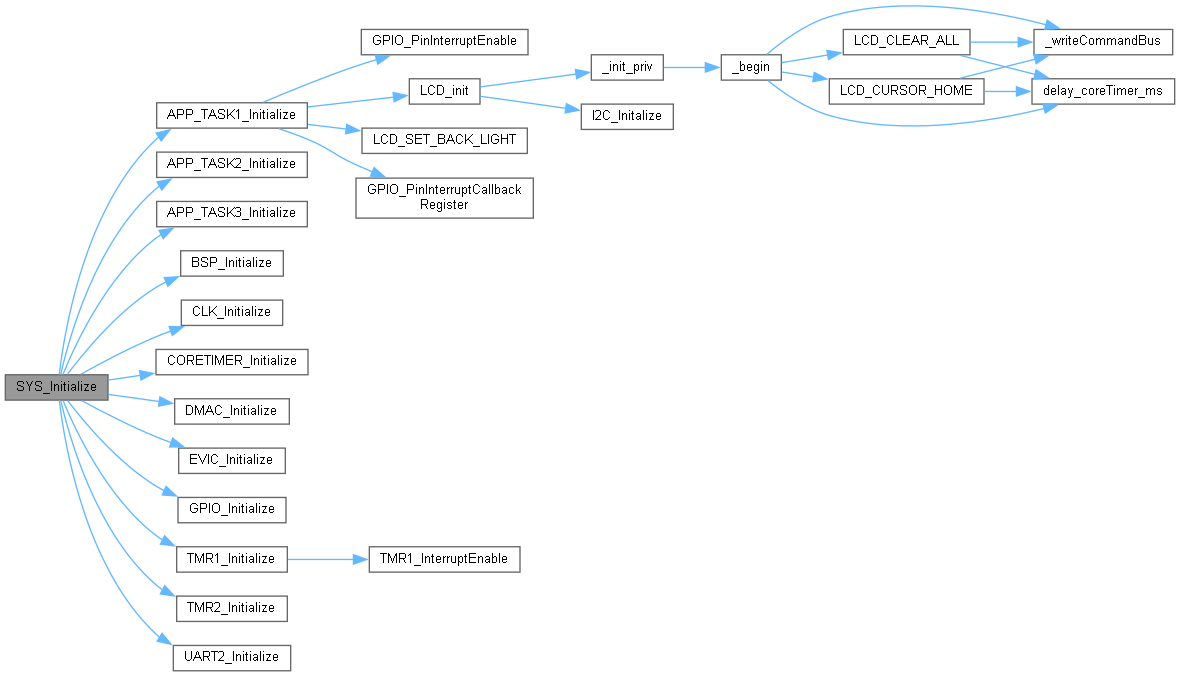 GPIO_PinInterruptEnable
_writeCommandBus
LCD_CLEAR_ALL
_init_priv
_begin
LCD_init
LCD_CURSOR_HOME
delay_coreTimer_ms
APP_TASK1_Initialize
I2C_Initalize
LCD_SET_BACK_LIGHT
APP_TASK2_Initialize
GPIO_PinInterruptCallback
Register
APP_TASK3_Initialize
BSP_Initialize
CLK_Initialize
CORETIMER_Initialize
SYS_Initialize
DMAC_Initialize
EVIC_Initialize
GPIO_Initialize
TMR1_Initialize
TMR1_InterruptEnable
TMR2_Initialize
UART2_Initialize